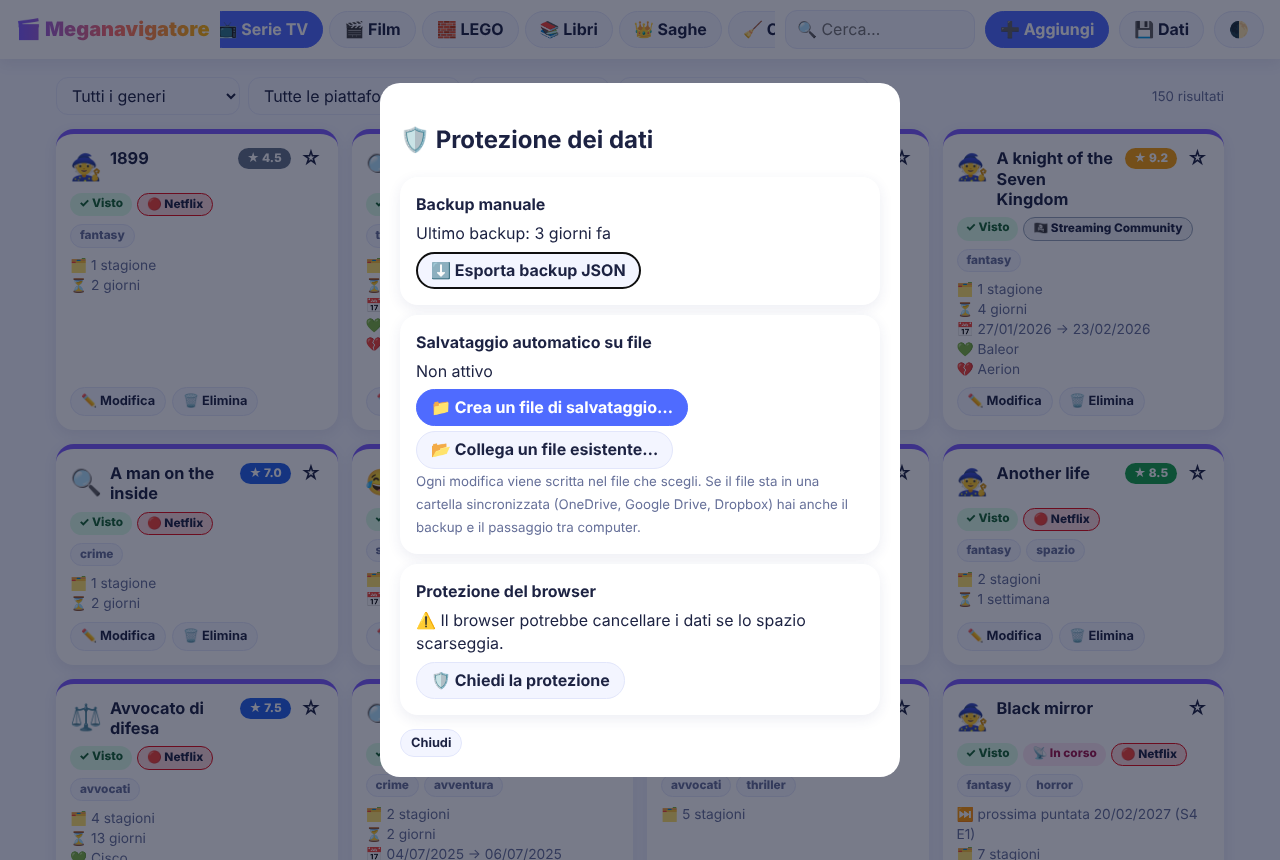 Meganavigatore
Serie TV
Film
LEGO
Libri
Saghe
Cerca...
Aggiungi
Dati
Tutti i generi
Tutte le piattafo
150 risultati
1899
★ 4.5
☆
✓ Visto
Netflix
fantasy
1 stagione
2 giorni
Modifica
Elimina
A knight of the
Seven
Kingdom
★ 9.2
☆
✓ Visto
Streaming Community
fantasy
1 stagione
4 giorni
27/01/2026 → 23/02/2026
Baleor
Aerion
Modifica
Elimina
Protezione dei dati
Backup manuale
Ultimo backup: 3 giorni fa
Esporta backup JSON
Salvataggio automatico su file
Non attivo
Crea un file di salvataggio...
Collega un file esistente...
Ogni modifica viene scritta nel file che scegli. Se il file sta in una
cartella sincronizzata (OneDrive, Google Drive, Dropbox) hai anche il
backup e il passaggio tra computer.
Protezione del browser
Il browser potrebbe cancellare i dati se lo spazio
scarseggia.
Chiedi la protezione
Chiudi
A man on the
inside
★ 7.0
☆
✓ Visto
Netflix
crime
1 stagione
2 giorni
Modifica
Elimina
Another life
★ 8.5
☆
✓ Visto
Netflix
fantasy
spazio
2 stagioni
1 settimana
Modifica
Elimina
Avvocato di
difesa
★ 7.5
☆
✓ Visto
Netflix
avvocati
4 stagioni
13 giorni
Cisco
crime
avventura
2 stagioni
2 giorni
04/07/2025 → 06/07/2025
avvocati
thriller
5 stagioni
Black mirror
☆
✓ Visto
In corso
Netflix
fantasy
horror
prossima puntata 20/02/2027 (S4
E1)
7 stagioni